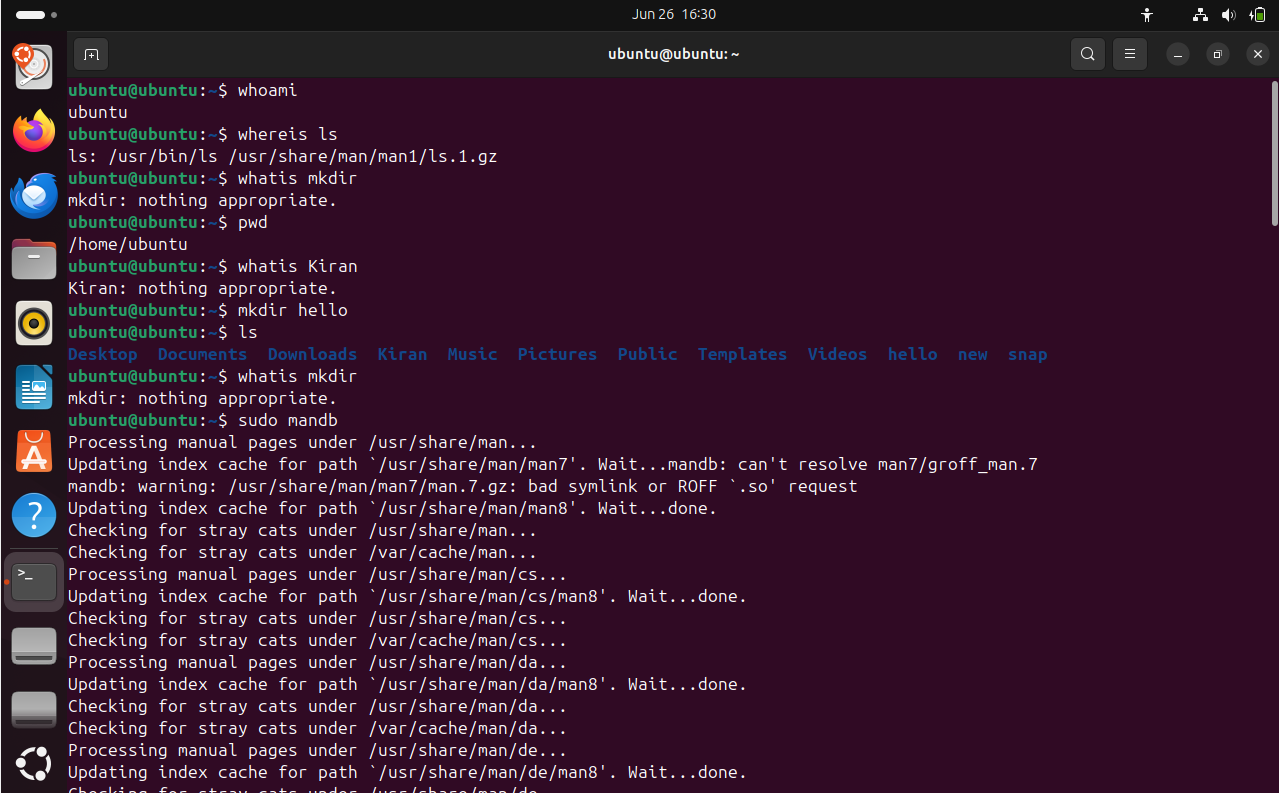 Jun 26 16:30
ubuntu@ubuntu: ~
ubuntu@ubuntu:~$ whoami
ubuntu
ubuntu@ubuntu:~$ whereis ls
ls: /usr/bin/ls /usr/share/man/man1/ls.1.gz
ubuntu@ubuntu:~$ whatis mkdir
mkdir: nothing appropriate.
ubuntu@ubuntu:~$ pwd
/home/ubuntu
ubuntu@ubuntu:~$ whatis Kiran
Kiran: nothing appropriate.
ubuntu@ubuntu:~$ mkdir hello
ubuntu@ubuntu:~$ ls
Desktop Documents Downloads Kiran Music Pictures Public Templates Videos hello new snap
ubuntu@ubuntu:~$ whatis mkdir
mkdir: nothing appropriate.
ubuntu@ubuntu:~$ sudo mandb
Processing manual pages under /usr/share/man...
Updating index cache for path `/usr/share/man/man7'. Wait...mandb: can't resolve man7/groff_man.7
mandb: warning: /usr/share/man/man7/man.7.gz: bad symlink or ROFF `.so' request
Updating index cache for path `/usr/share/man/man8'. Wait...done.
Checking for stray cats under /usr/share/man...
Checking for stray cats under /var/cache/man...
Processing manual pages under /usr/share/man/cs...
Updating index cache for path `/usr/share/man/cs/man8'. Wait...done.
Checking for stray cats under /usr/share/man/cs...
Checking for stray cats under /var/cache/man/cs...
Processing manual pages under /usr/share/man/da...
Updating index cache for path `/usr/share/man/da/man8'. Wait...done.
Checking for stray cats under /usr/share/man/da...
Checking for stray cats under /var/cache/man/da...
Processing manual pages under /usr/share/man/de...
Updating index cache for path `/usr/share/man/de/man8'. Wait...done.
Checking for stray cats under /usr/share/man/de...